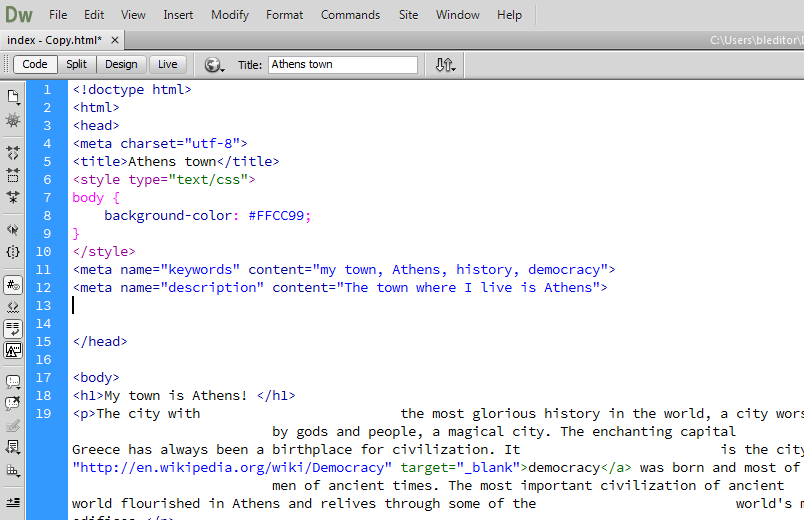 Dw File Edit View Insert Modify Format Commands Site Window Help
index - Copy.html* × C:\Users\bleditor\
Code Split Design Live Title: Athens town
1 <!doctype html>
2 <html>
3 <head>
4 <meta charset="utf-8">
5 <title>Athens town</title>
6 <style type="text/css">
7 body {
8 background-color: #FFCC99;
9 }
10 </style>
11 <meta name="keywords" content="my town, Athens, history, democracy">
12 <meta name="description" content="The town where I live is Athens">
13
14
15 </head>
16
17 <body>
18 <h1>My town is Athens! </h1>
19 <p>The city with the most glorious history in the world, a city wors
by gods and people, a magical city. The enchanting capital
Greece has always been a birthplace for civilization. It is the city
"http://en.wikipedia.org/wiki/Democracy" target="_blank">democracy</a> was born and most of
men of ancient times. The most important civilization of ancient
world flourished in Athens and relives through some of the world's m